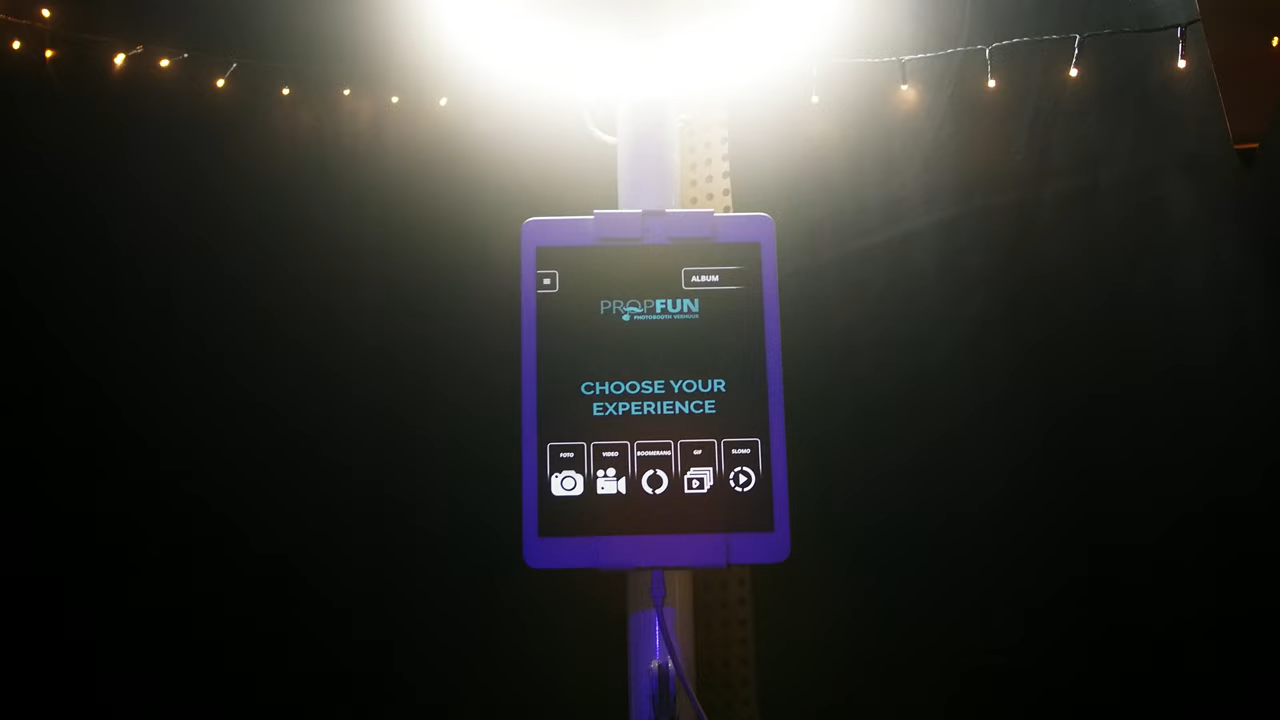 ALBUM
PROPFUN
PHOTOBOOTH VERHUUR
CHOOSE YOUR
EXPERIENCE
FOTO VIDEO BOOMERANG GIF SLOMO